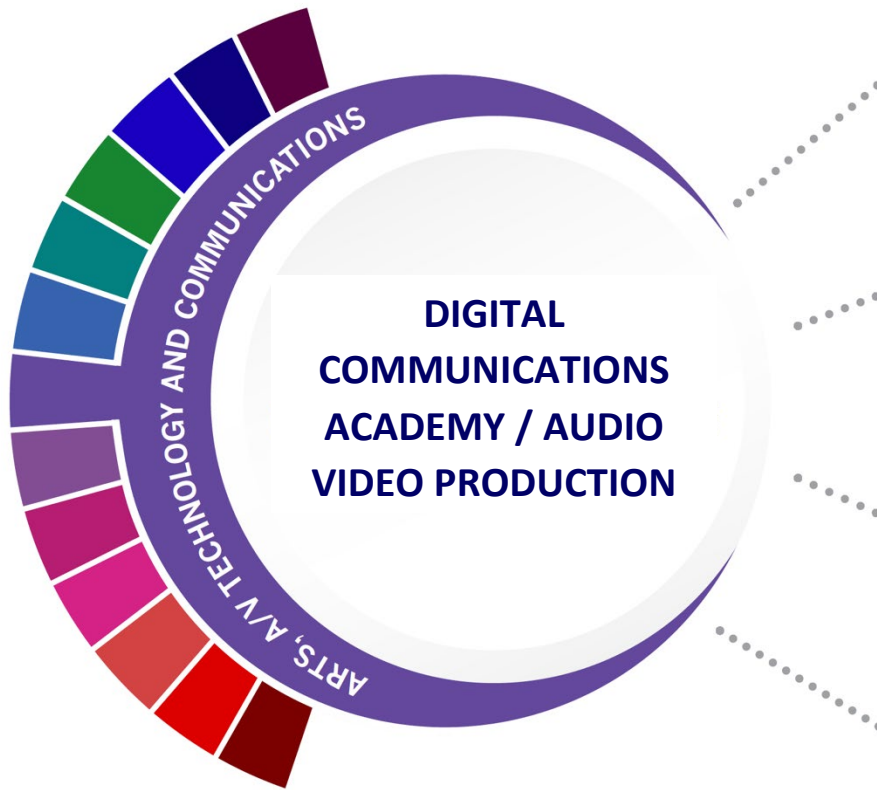 ARTS, A/V TECHNOLOGY AND COMMUNICATIONS
DIGITAL
COMMUNICATIONS
ACADEMY / AUDIO
VIDEO PRODUCTION